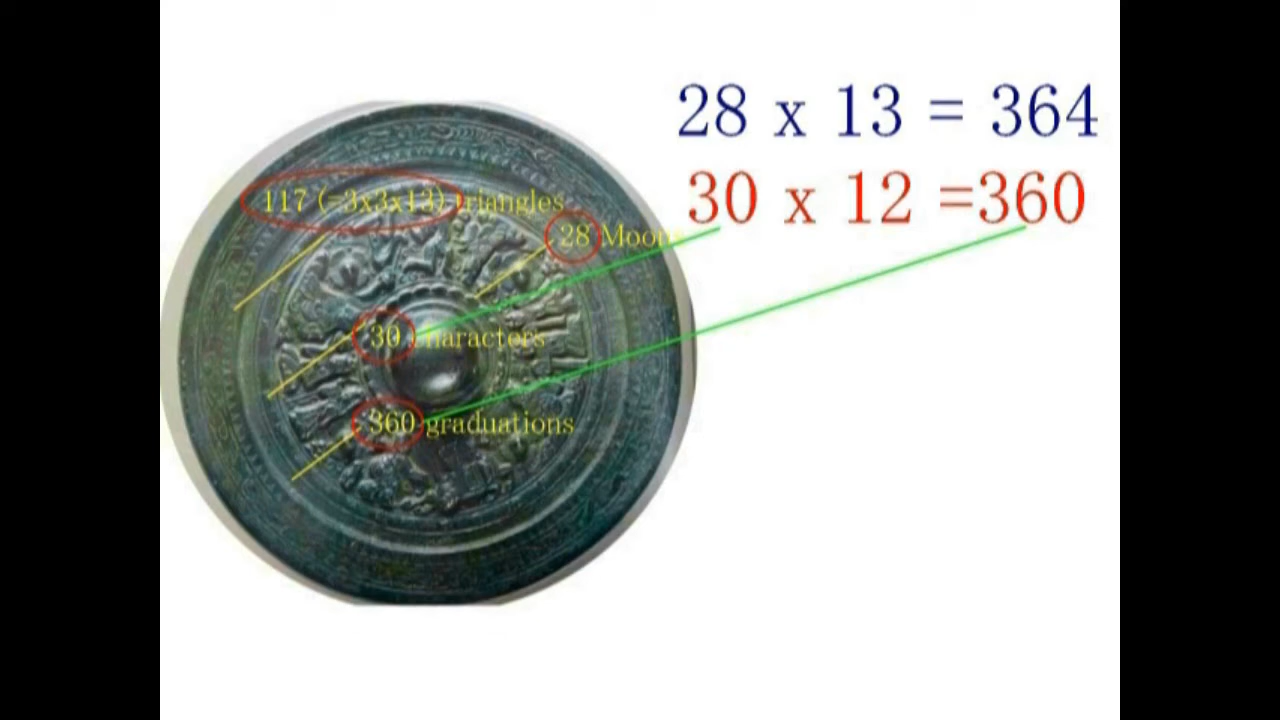 28 x 13 = 364
30 x 12 =360
117 (=3x3x13) triangles
28 Moons
30 characters
360 graduations